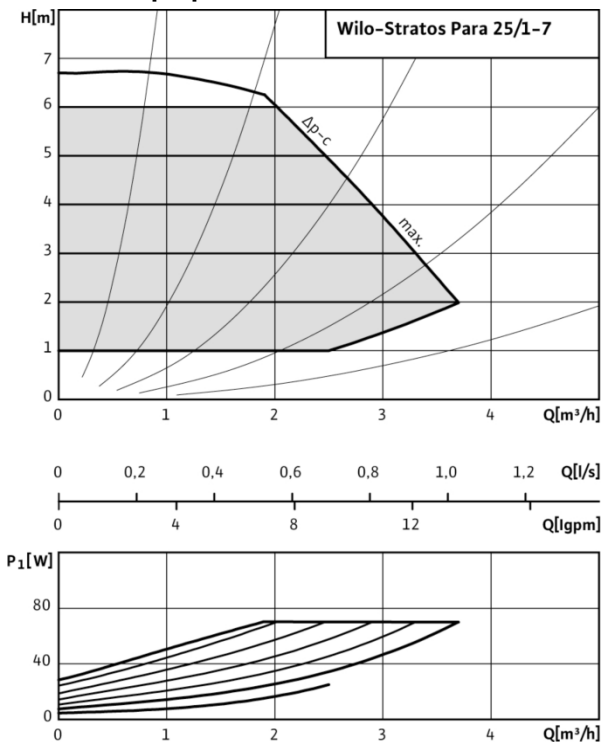 H[m]
Wilo-Stratos Para 25/1-7
7
6
5
4
3
2
1
0
Δp-c
max.
0 1 2 3 4 Q[m³/h]
0 0,2 0,4 0,6 0,8 1,0 1,2 Q[l/s]
0 4 8 12 Q[Igpm]
P₁[W]
80
40
0
0 1 2 3 4 Q[m³/h]